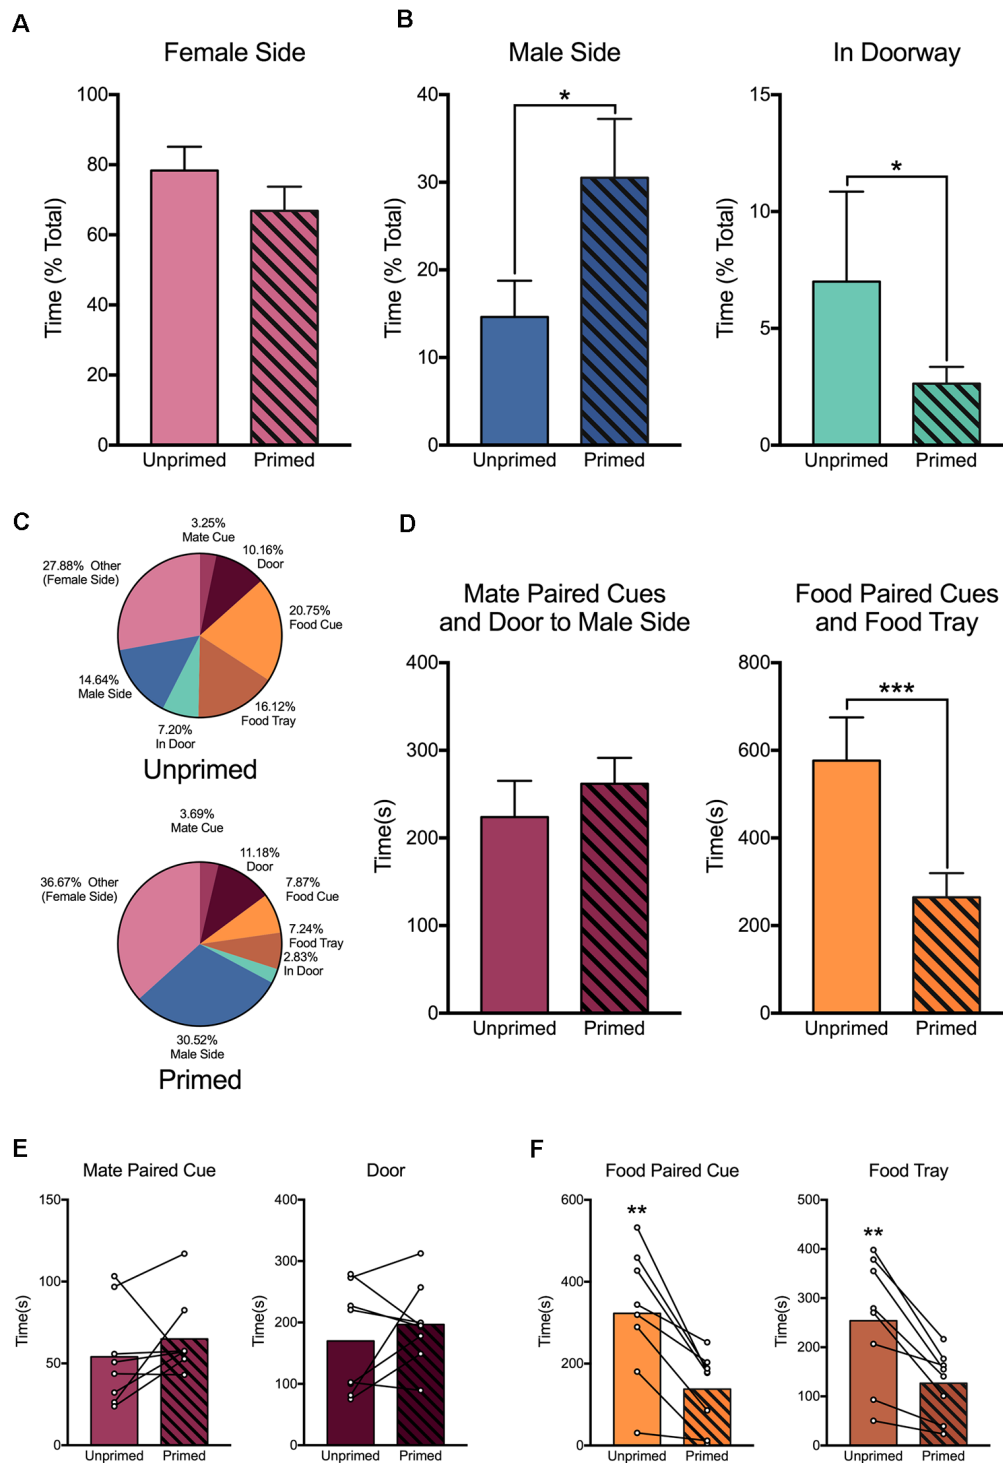 A
Female Side
100
80
60
40
20
0
Time (% Total)
Unprimed
Primed
B
Male Side
40
30
20
10
0
Time (% Total)
*
Unprimed
Primed
In Doorway
15
10
5
0
Time (% Total)
*
Unprimed
Primed
C
3.25%
Mate Cue
10.16%
Door
20.75%
Food Cue
16.12%
Food Tray
7.20%
In Door
14.64%
Male Side
27.88% Other
(Female Side)
Unprimed
3.69%
Mate Cue
11.18%
Door
7.87%
Food Cue
7.24%
Food Tray
2.83%
In Door
30.52%
Male Side
36.67% Other
(Female Side)
Primed
D
Mate Paired Cues
and Door to Male Side
400
300
200
100
0
Time(s)
Unprimed
Primed
Food Paired Cues
and Food Tray
800
600
400
200
0
Time(s)
***
Unprimed
Primed
E
Mate Paired Cue
150
100
50
0
Time(s)
Unprimed
Primed
Door
400
300
200
100
0
Time(s)
Unprimed
Primed
F
Food Paired Cue
600
400
200
0
Time(s)
**
Unprimed
Primed
Food Tray
500
400
300
200
100
0
Time(s)
**
Unprimed
Primed